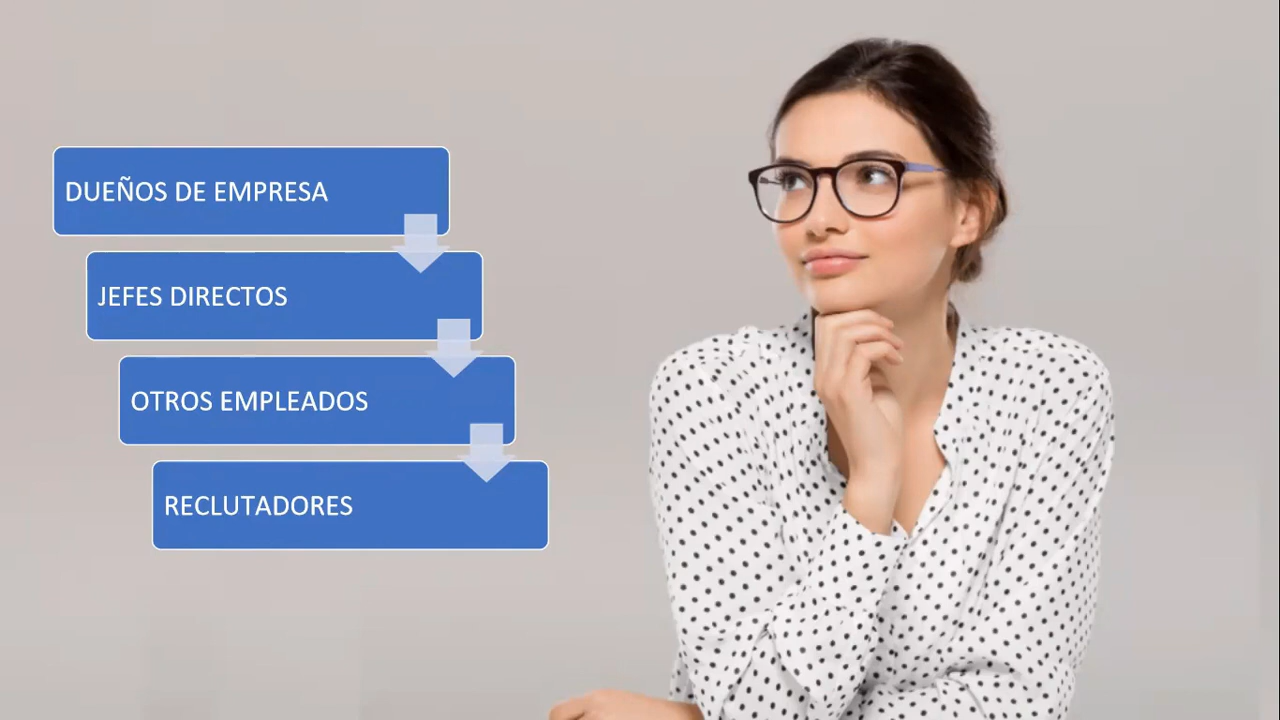 DUEÑOS DE EMPRESA
JEFES DIRECTOS
OTROS EMPLEADOS
RECLUTADORES